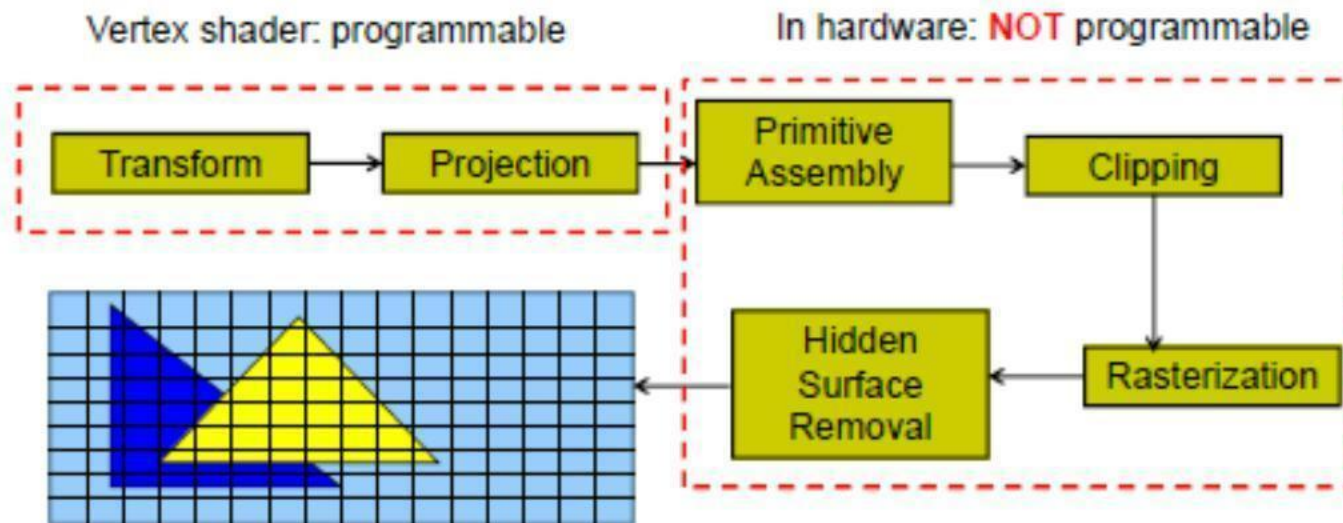 Vertex shader: programmable
In hardware: NOT programmable
Transform
Projection
Primitive
Assembly
Clipping
Hidden
Surface
Removal
Rasterization